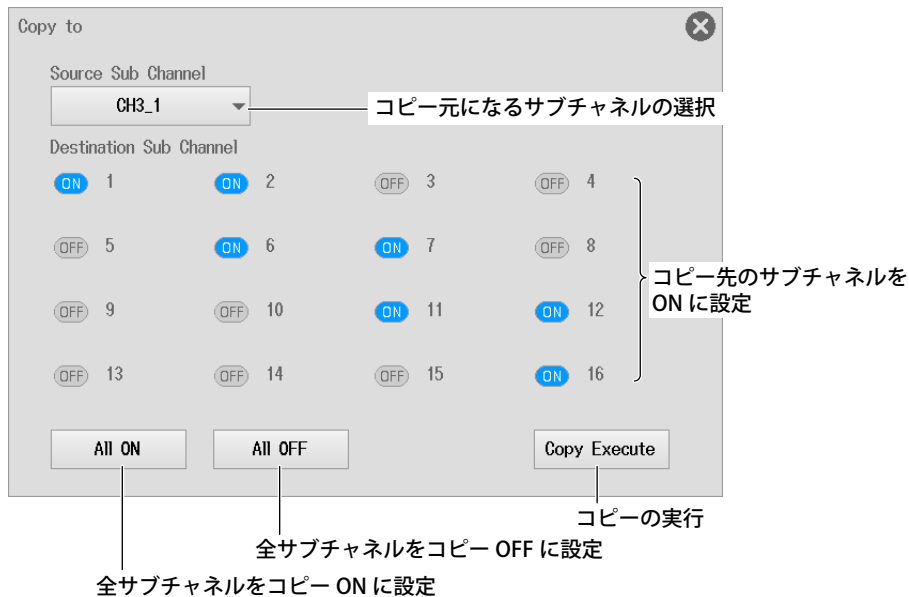 Copy to
Source Sub Channel
CH3_1
コピー元になるサブチャネルの選択
Destination Sub Channel
ON 1 ON 2 OFF 3 OFF 4
OFF 5 ON 6 ON 7 OFF 8
コピー先のサブチャネルを
ON に設定
OFF 9 OFF 10 ON 11 ON 12
OFF 13 OFF 14 OFF 15 ON 16
All ON All OFF Copy Execute
コピーの実行
全サブチャネルをコピー OFF に設定
全サブチャネルをコピー ON に設定